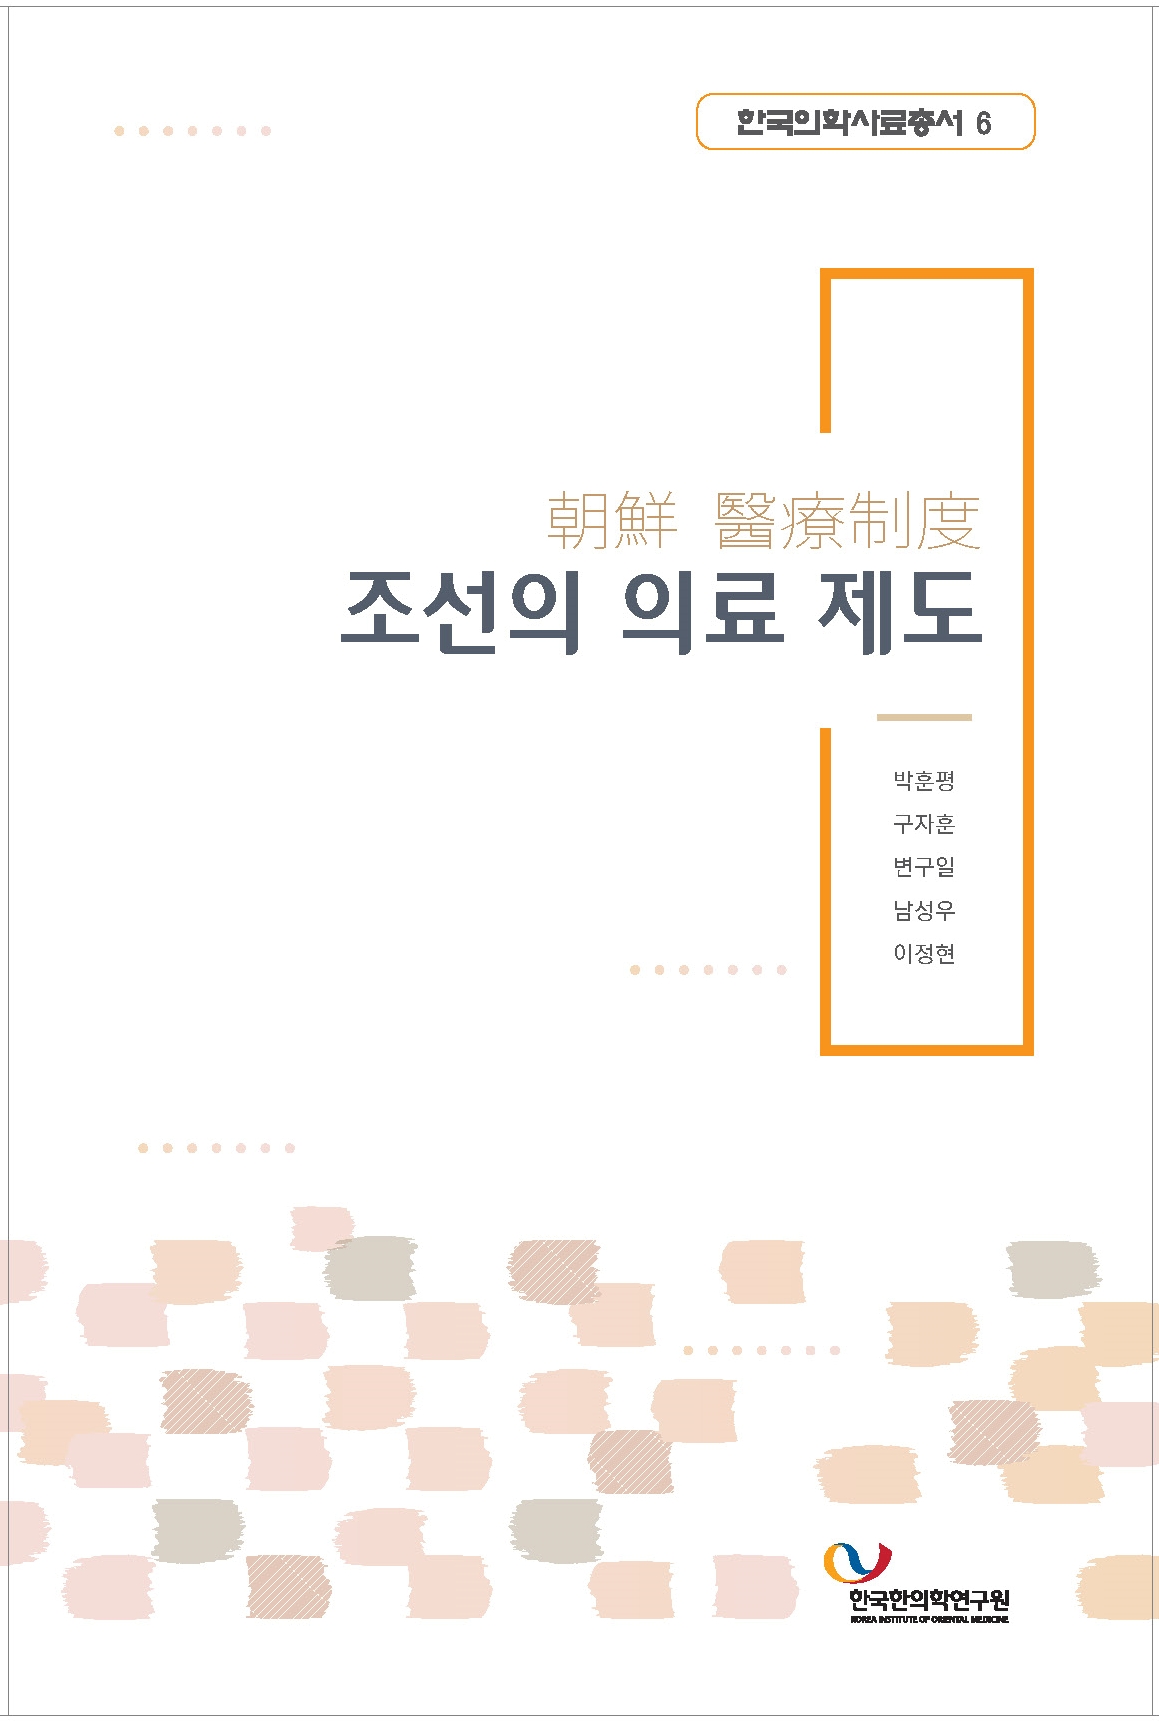 한국의학사료총서 6
朝鮮 醫療制度
조선의 의료 제도
박훈평
구자훈
변구일
남성우
이정현
한국한의학연구원
KOREA INSTITUTE OF ORIENTAL MEDICINE